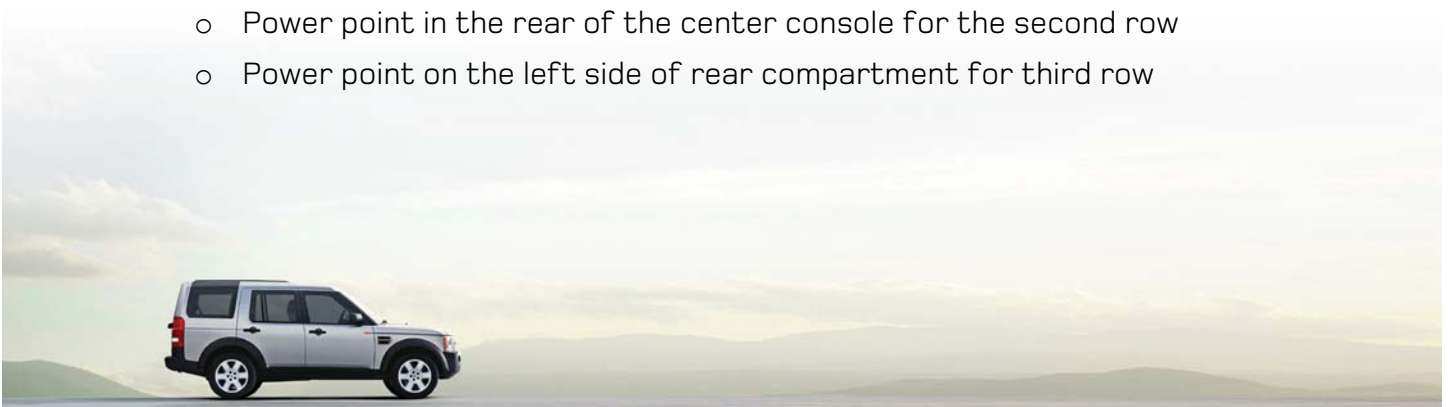 o Power point in the rear of the center console for the second row
o Power point on the left side of rear compartment for third row